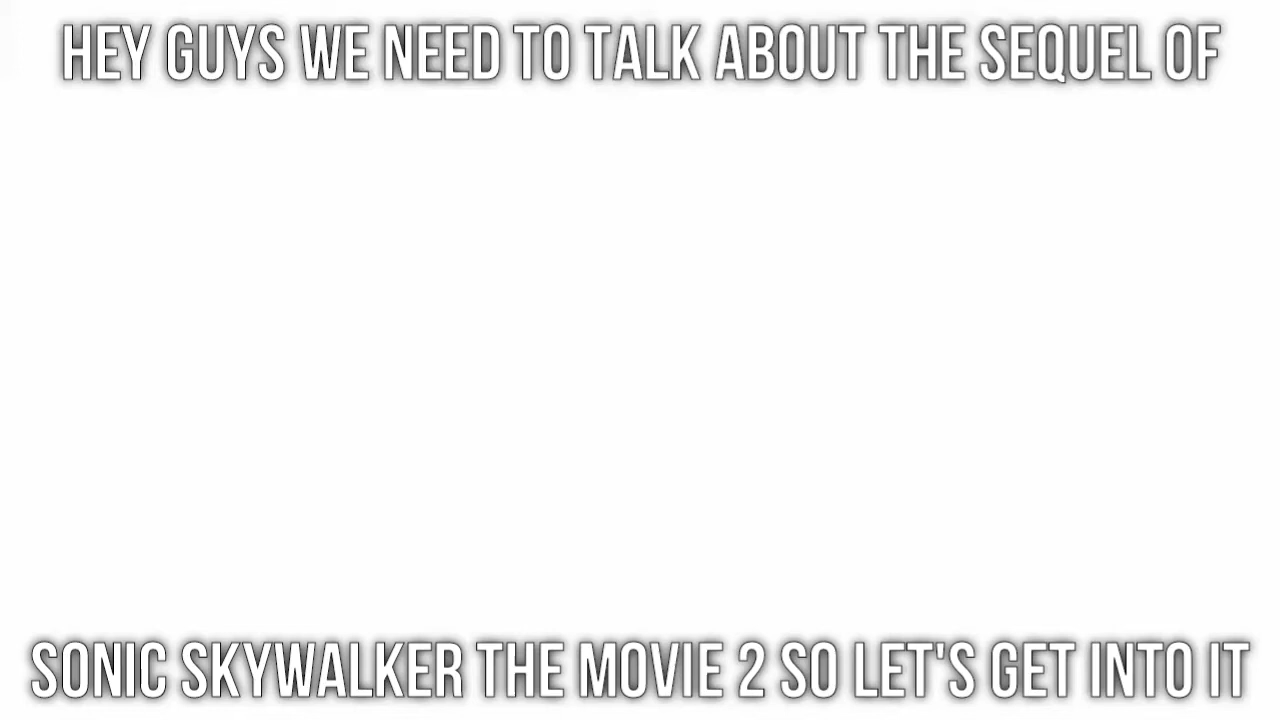 HEY GUYS WE NEED TO TALK ABOUT THE SEQUEL OF
SONIC SKYWALKER THE MOVIE 2 SO LET'S GET INTO IT